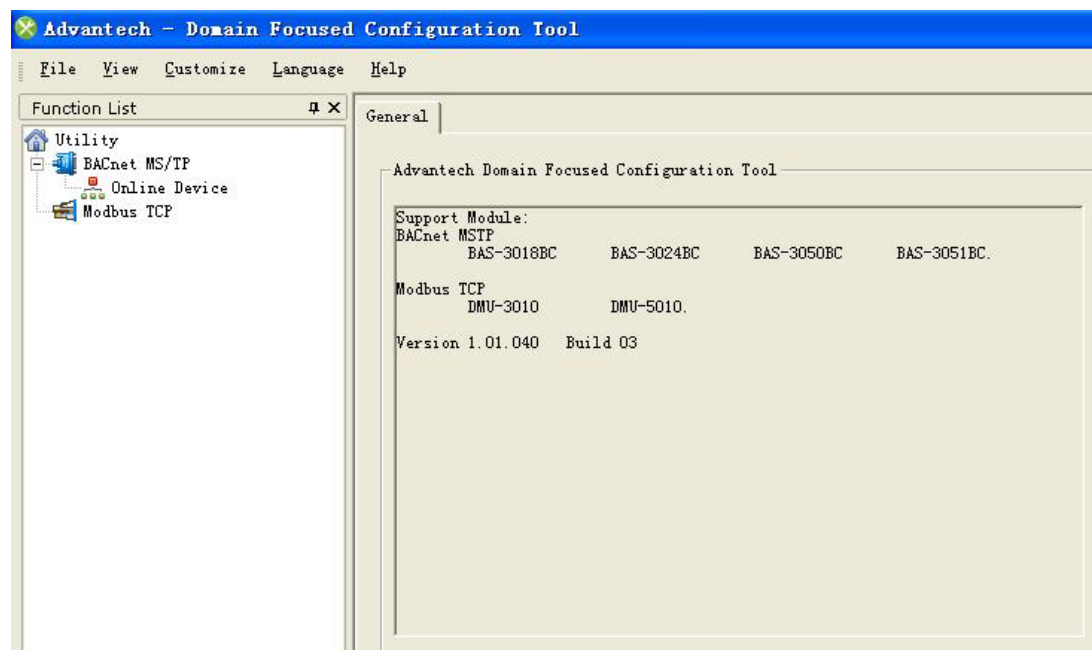 Advantech - Domain Focused Configuration Tool
File View Customize Language Help
Function List
Utility
BACnet MS/TP
Online Device
Modbus TCP
General
Advantech Domain Focused Configuration Tool
Support Module:
BACnet MSTP
BAS-3018BC BAS-3024BC BAS-3050BC BAS-3051BC.
Modbus TCP
DMU-3010 DMU-5010.
Version 1.01.040 Build 03